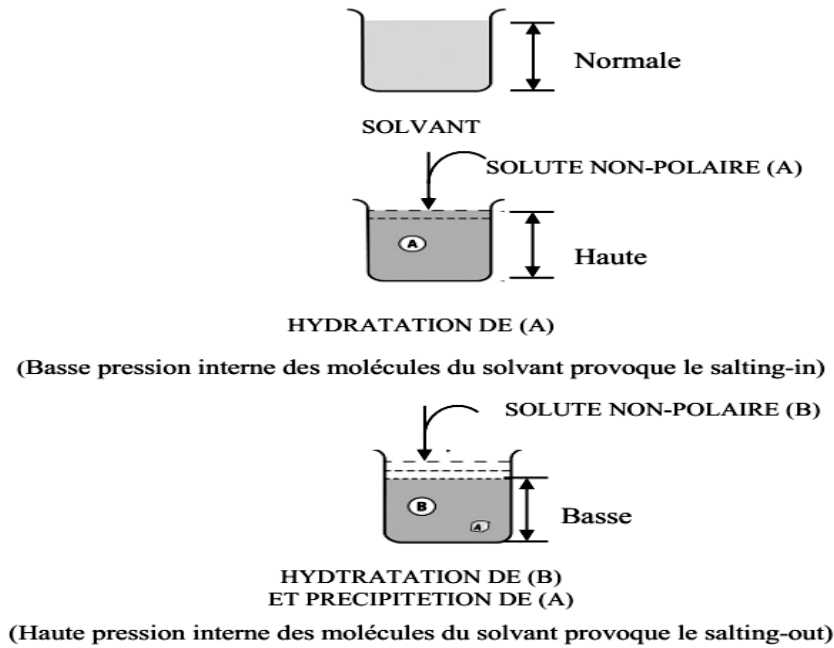 Normale
SOLVANT
SOLUTE NON-POLAIRE (A)
A
Haute
HYDRATATION DE (A)
(Basse pression interne des molécules du solvant provoque le salting-in)
SOLUTE NON-POLAIRE (B)
B
A
Basse
HYDTRATATION DE (B)
ET PRECIPITETION DE (A)
(Haute pression interne des molécules du solvant provoque le salting-out)